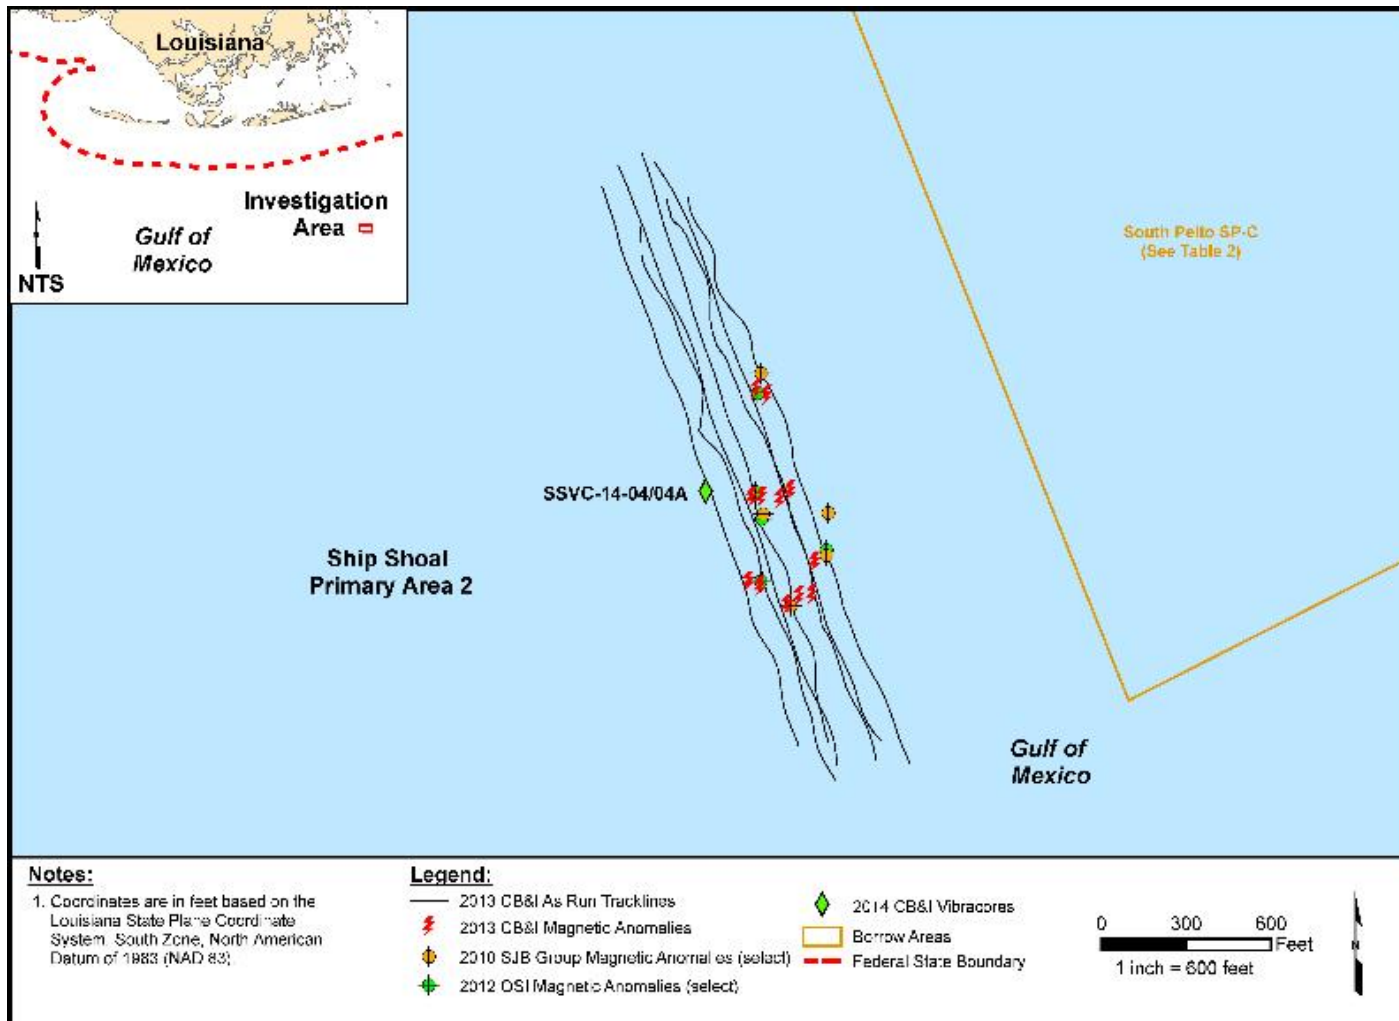 Louisiana
Investigation
Area
Gulf of
Mexico
NTS
South Pelto SP-C
(See Table 2)
SSVC-14-04/04A
Ship Shoal
Primary Area 2
Gulf of
Mexico
Notes:
1. Coordinates are in feet based on the
Louisiana State Plane Coordinate
System, South Zone, North American
Datum of 1983 (NAD 83).
Legend:
2013 CB&I As Run Tracklines
2013 CB&I Magnetic Anomalies
2010 SJB Group Magnetic Anomalies (select)
2012 OSI Magnetic Anomalies (select)
2014 CB&I Vibracores
Borrow Areas
Federal State Boundary
0 300 600
Feet
1 inch = 600 feet
N